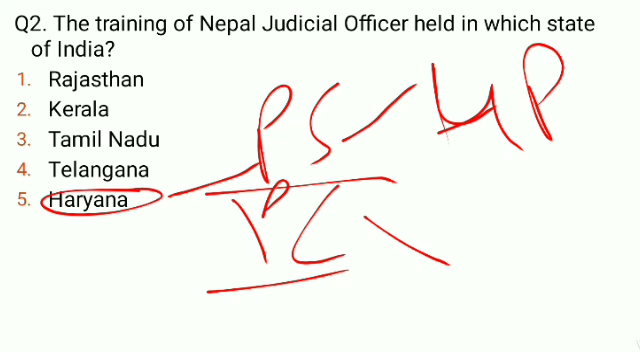 Q2. The training of Nepal Judicial Officer held in which state
of India?
1. Rajasthan
2. Kerala
3. Tamil Nadu
4. Telangana
5. Haryana
PS